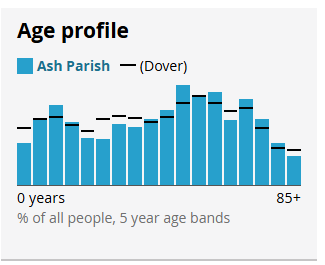 Age profile
Ash Parish — (Dover)
0 years 85+
% of all people, 5 year age bands